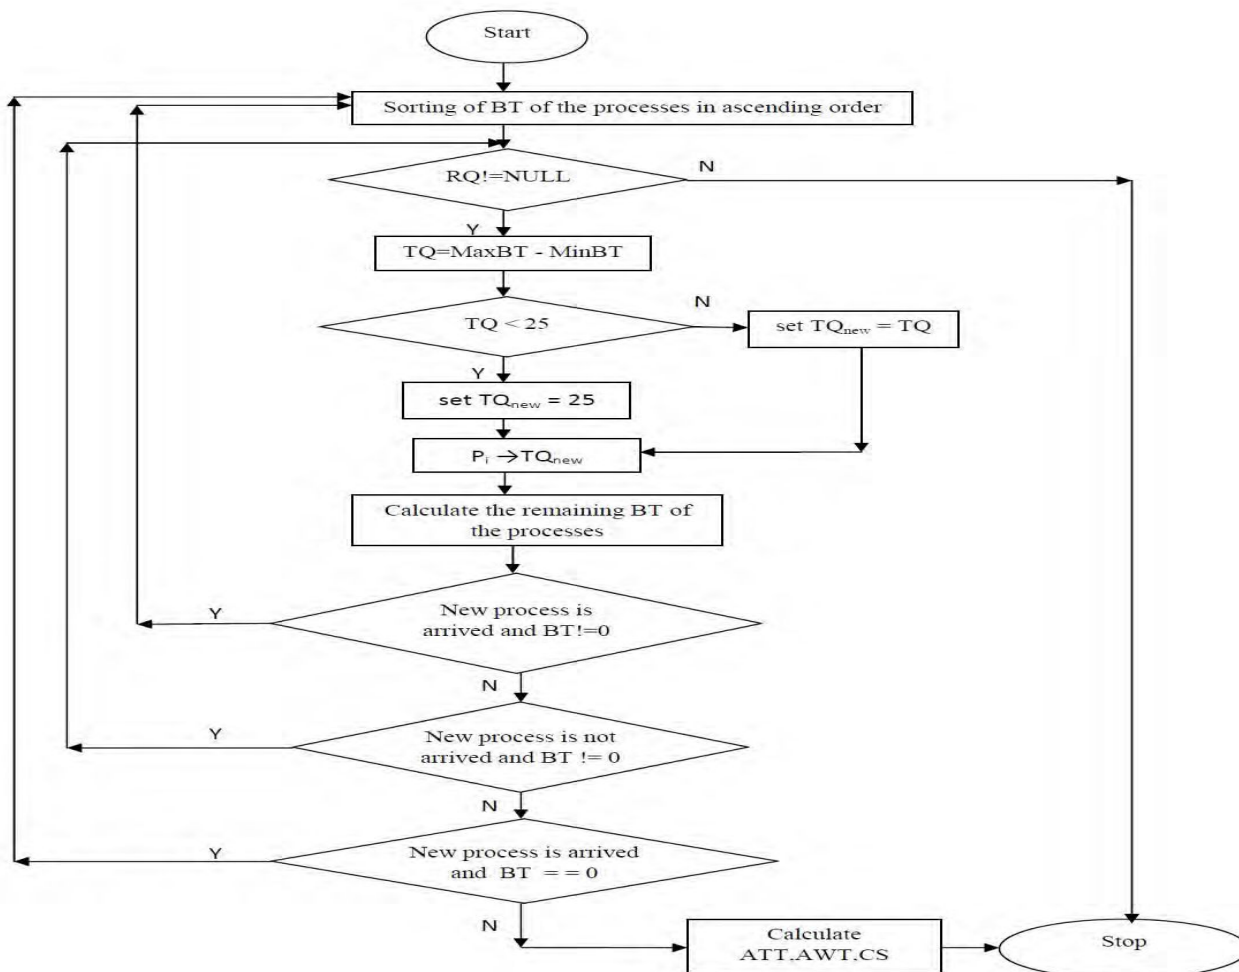 Start
Sorting of BT of the processes in ascending order
N
RQ!=NULL
Y
TQ=MaxBT - MinBT
N
TQ < 25
set TQnew = TQ
Y
set TQnew = 25
Pi →TQnew
Calculate the remaining BT of
the processes
Y
New process is
arrived and BT!=0
N
Y
New process is not
arrived and BT != 0
N
Y
New process is arrived
and BT = = 0
N
Calculate
ATT,AWT,CS
Stop